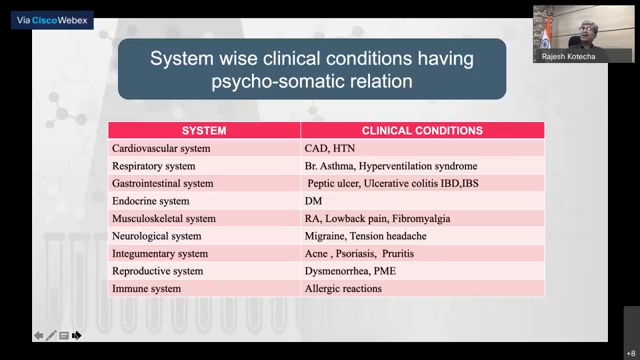 Via Cisco Webex
System wise clinical conditions having
psycho-somatic relation
Rajesh Kotecha
SYSTEM CLINICAL CONDITIONS
Cardiovascular system CAD, HTN
Respiratory system Br. Asthma, Hyperventilation syndrome
Gastrointestinal system Peptic ulcer, Ulcerative colitis IBD,IBS
Endocrine system DM
Musculoskeletal system RA, Lowback pain, Fibromyalgia
Neurological system Migraine, Tension headache
Integumentary system Acne , Psoriasis, Pruritis
Reproductive system Dysmenorrhea, PME
Immune system Allergic reactions
+8